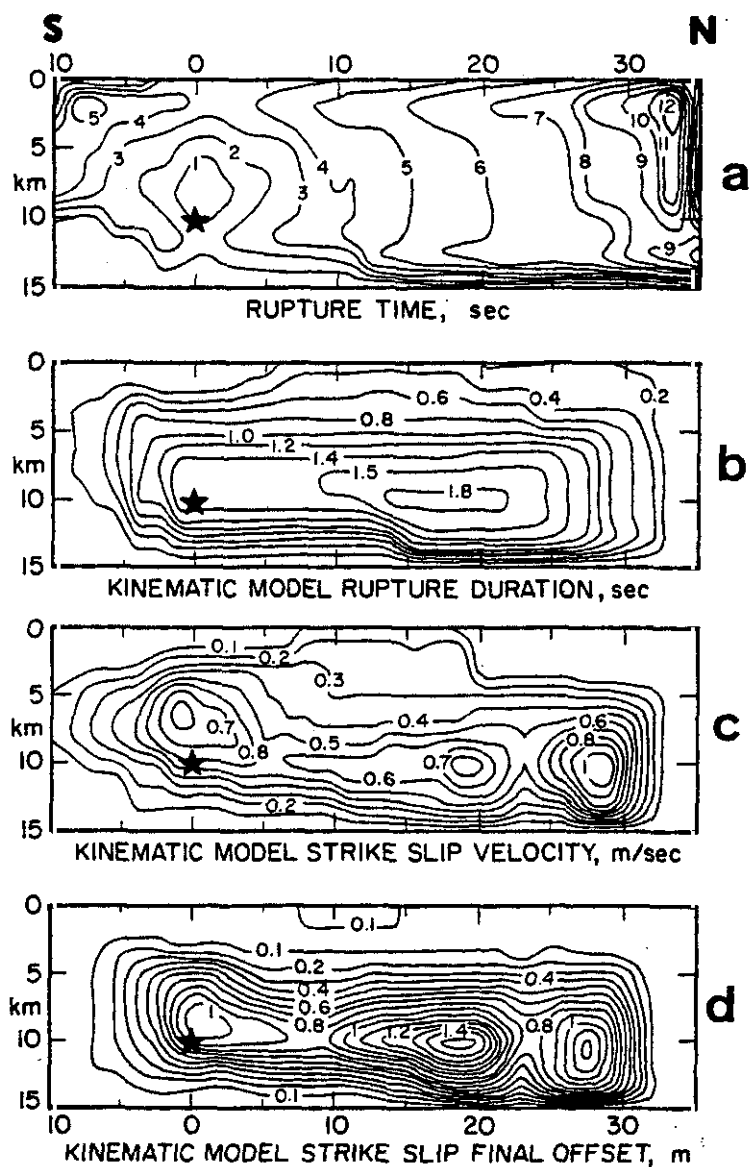 S N
10 0 10 20 30
0
5
km
10
15
5 4 3 1 2 3 4 5 6 7 8 9 10 11 12 9
a
RUPTURE TIME, sec
0
5
km
10
15
0.2 0.4 0.6 0.8 1.0 1.2 1.4 1.5 1.8
b
KINEMATIC MODEL RUPTURE DURATION, sec
0
5
km
10
15
0.1 0.2 0.3 0.4 0.5 0.6 0.7 0.8 0.7 0.6 0.8 1 0.2
c
KINEMATIC MODEL STRIKE SLIP VELOCITY, m/sec
0
5
km
10
15
0.1 0.1 0.2 0.4 0.6 0.8 1 1 1.2 1.4 0.4 0.8 1 0.1
d
10 0 10 20 30
KINEMATIC MODEL STRIKE SLIP FINAL OFFSET, m